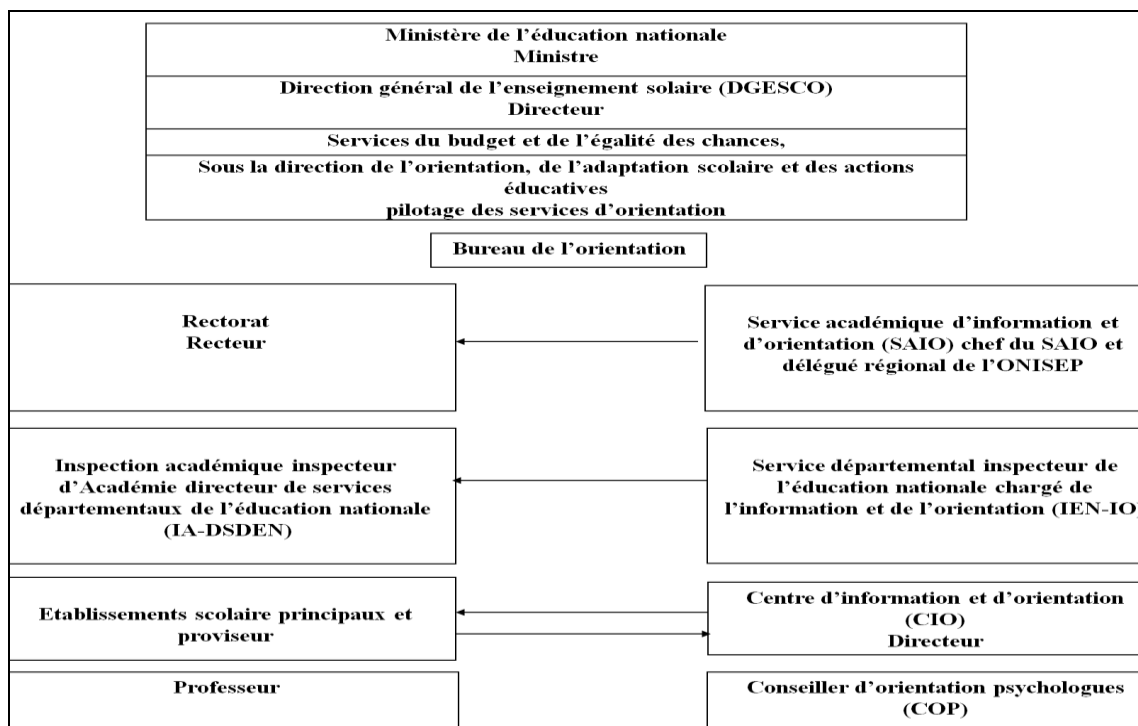 Ministère de l’éducation nationale
Ministre
Direction général de l’enseignement solaire (DGESCO)
Directeur
Services du budget et de l’égalité des chances,
Sous la direction de l’orientation, de l’adaptation scolaire et des actions
éducatives
pilotage des services d’orientation
Bureau de l’orientation
Rectorat
Recteur
Service académique d’information et
d’orientation (SAIO) chef du SAIO et
délégué régional de l’ONISEP
Inspection académique inspecteur
d’Académie directeur de services
départementaux de l’éducation nationale
(IA-DSDEN)
Service départemental inspecteur de
l’éducation nationale chargé de
l’information et de l’orientation (IEN-IO)
Etablissements scolaire principaux et
proviseur
Centre d’information et d’orientation
(CIO)
Directeur
Professeur
Conseiller d’orientation psychologues
(COP)